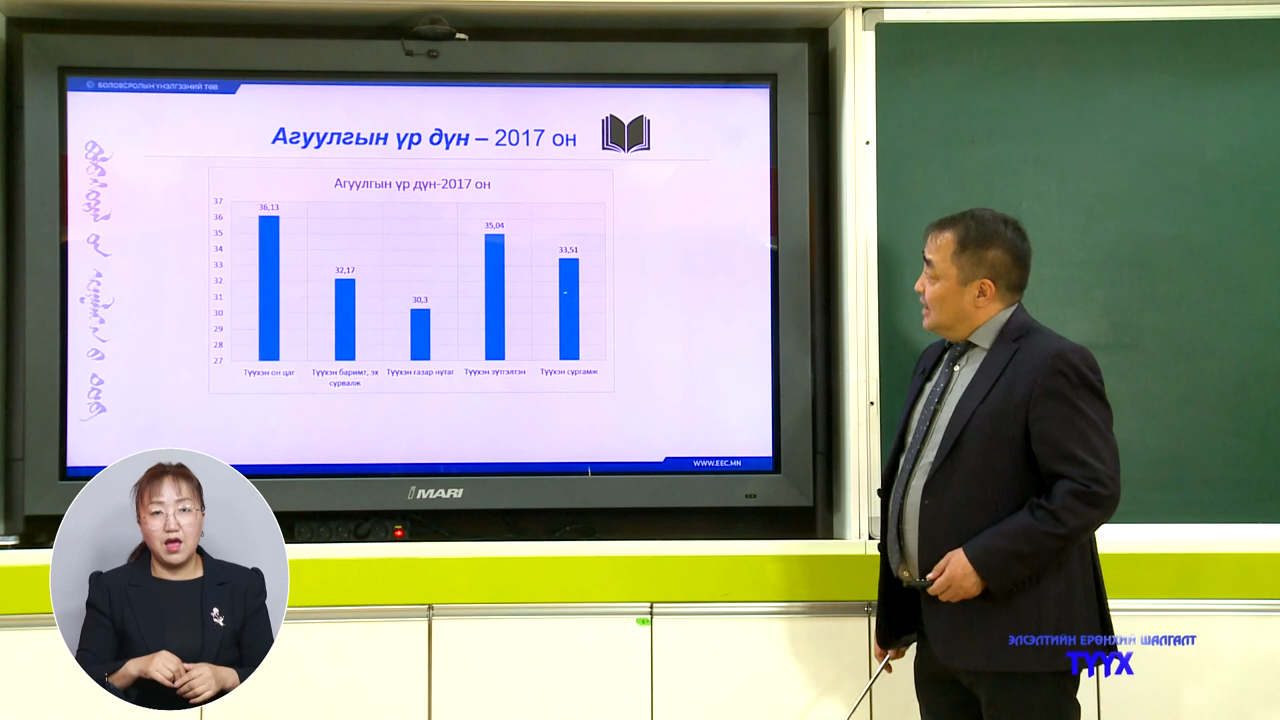 © БОЛОВСРОЛЫН ҮНЭЛГЭЭНИЙ ТӨВ
Агуулгын үр дүн – 2017 он
Агуулгын үр дүн-2017 он
37
36
35
34
33
32
31
30
29
28
27
36,13
32,17
30,3
35,04
33,51
Түүхэн он цаг
Түүхэн баримт, эх сурвалж
Түүхэн газар нутаг
Түүхэн зүтгэлтэн
Түүхэн сургамж
WWW.EEC.MN
iMARI
ЭЛСЭЛТИЙН ЕРӨНХИЙ ШАЛГАЛТ
ТҮҮХ